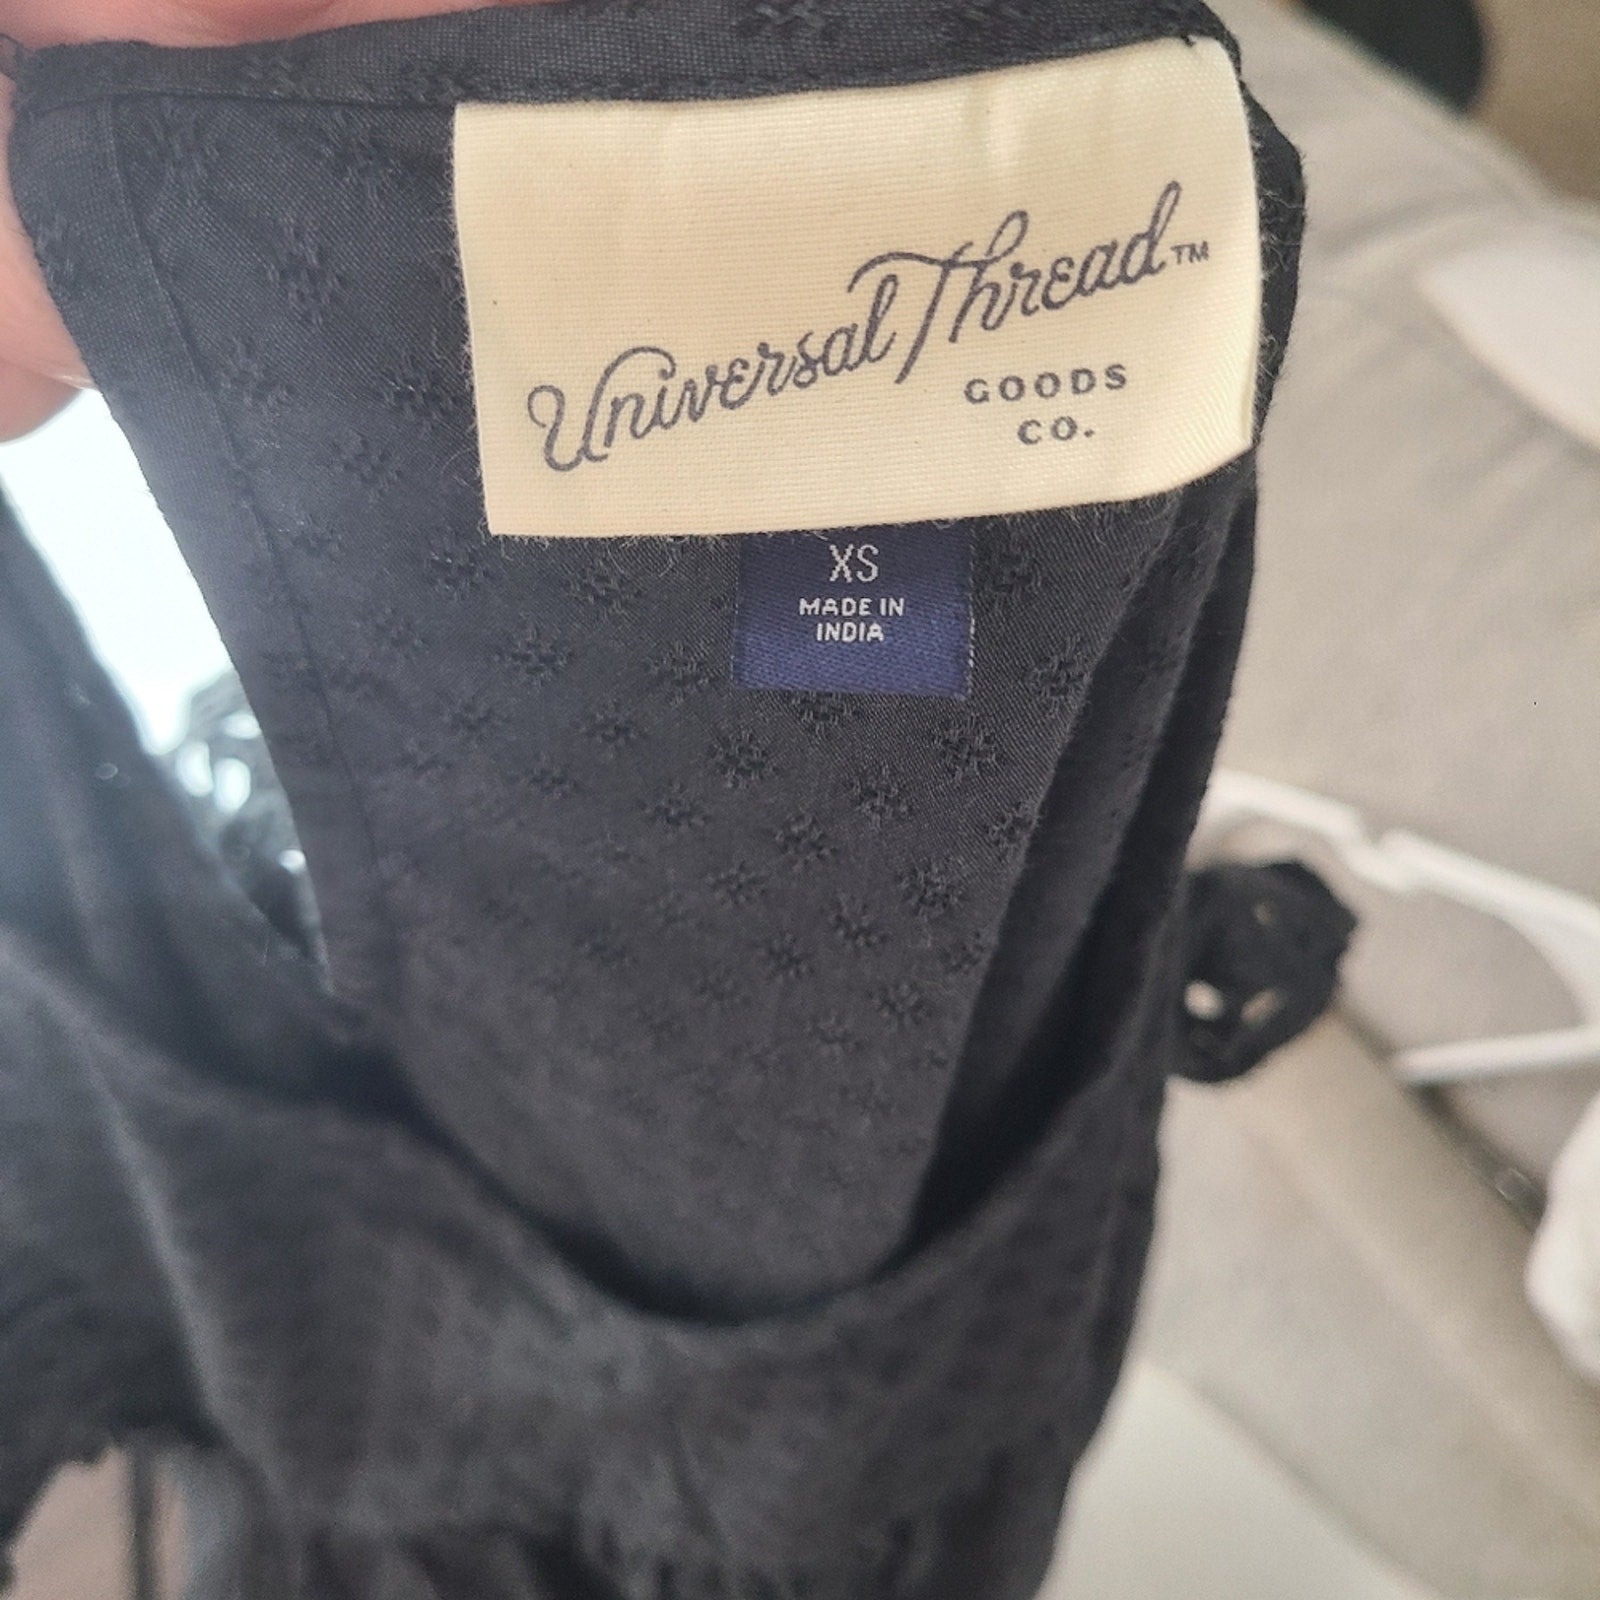 Universal Thread™
GOODS
CO.
XS
MADE IN
INDIA